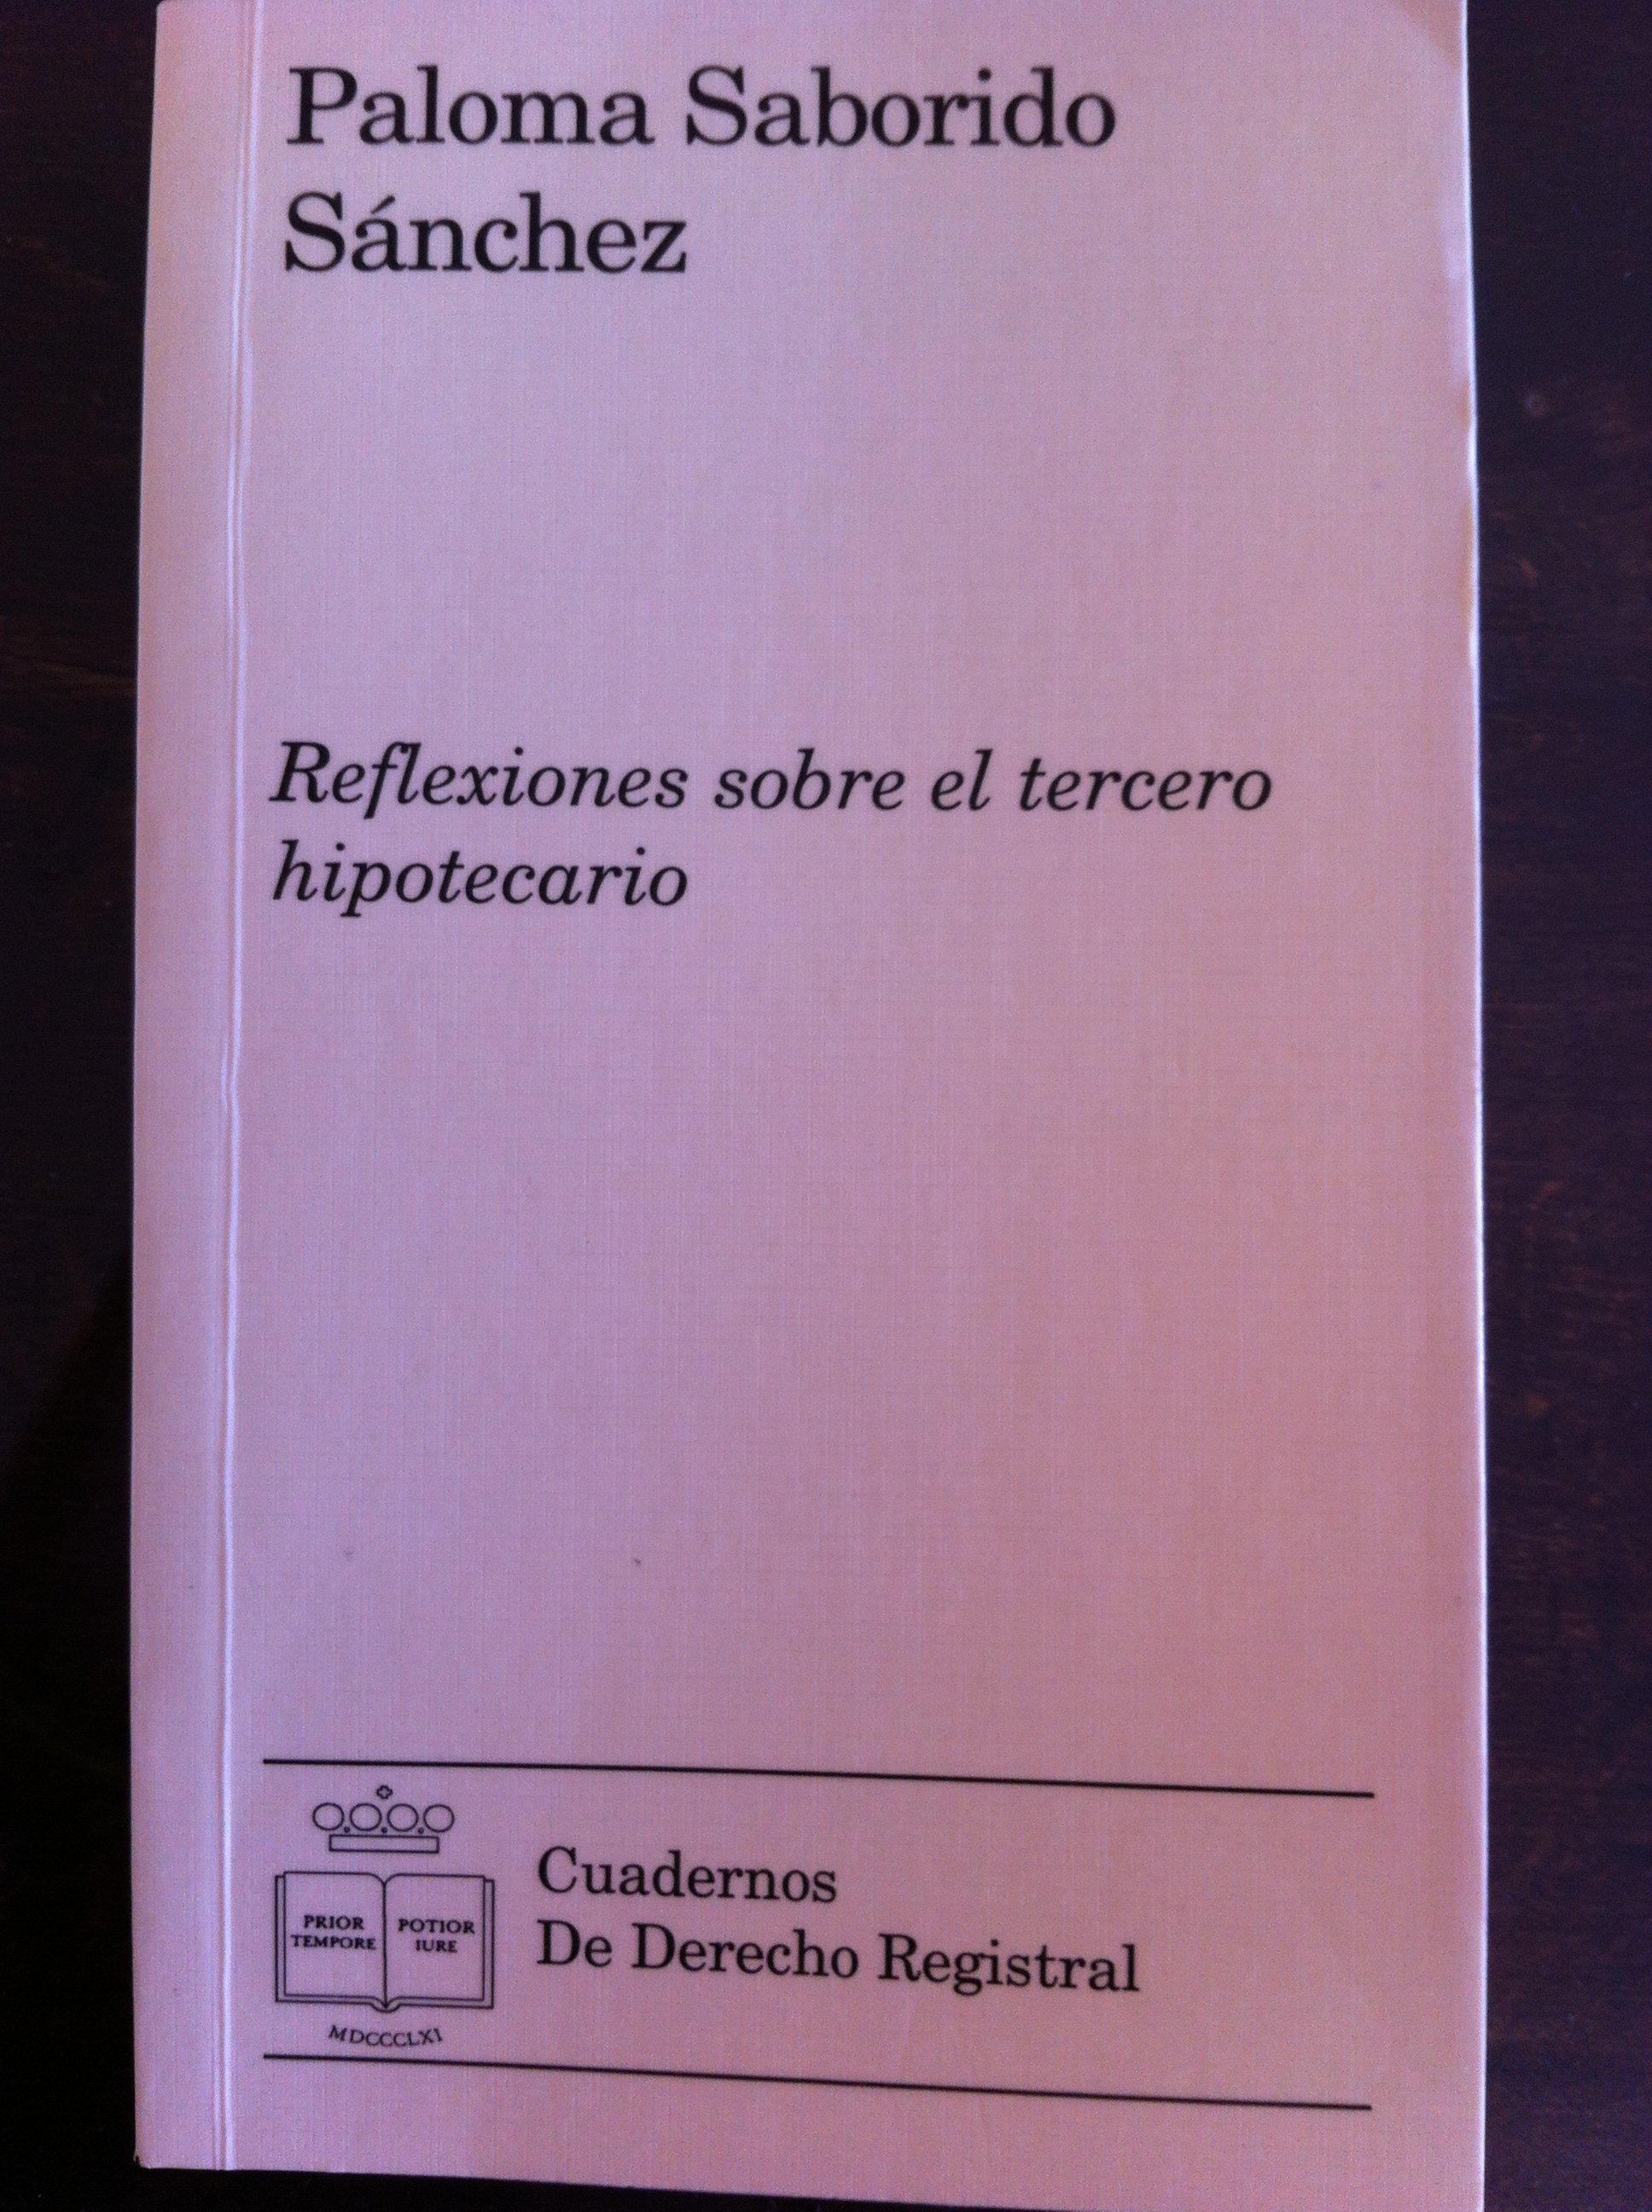 Paloma Saborido
Sánchez
Reflexiones sobre el tercero
hipotecario
PRIOR
TEMPORE
POTIOR
IURE
MDCCCLXI
Cuadernos
De Derecho Registral